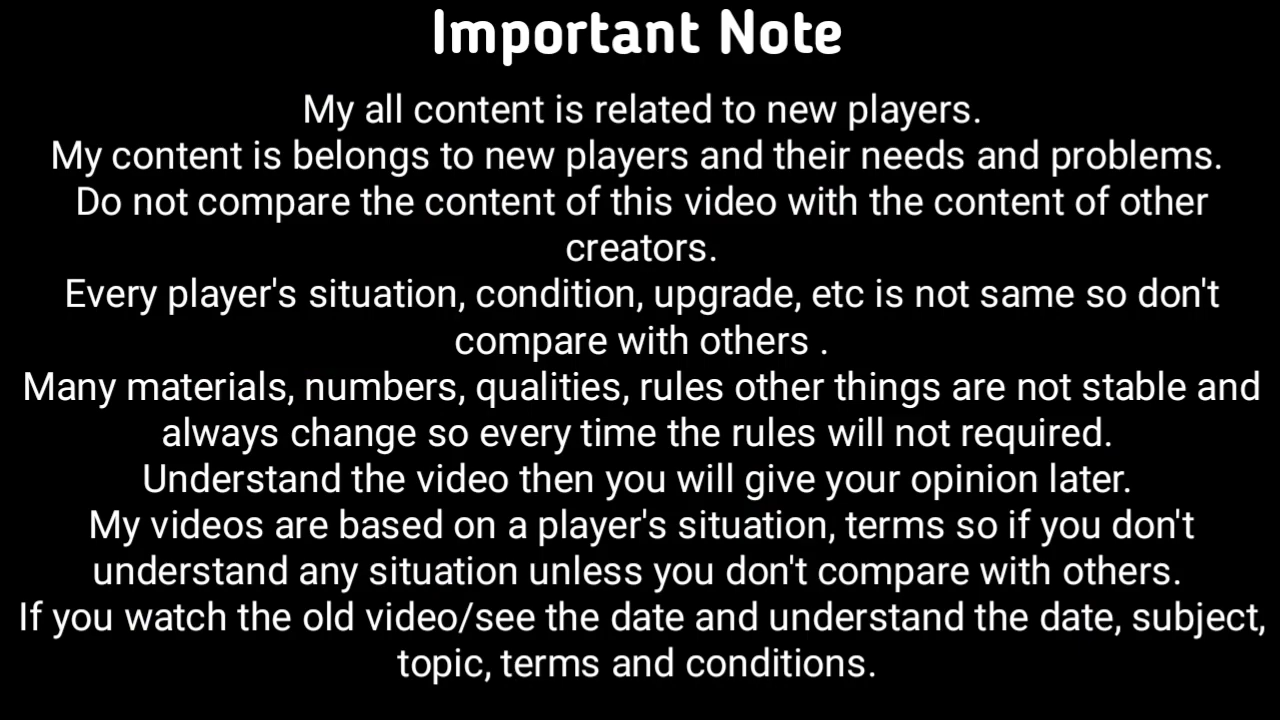 Important Note
My all content is related to new players.
My content is belongs to new players and their needs and problems.
Do not compare the content of this video with the content of other
creators.
Every player's situation, condition, upgrade, etc is not same so don't
compare with others .
Many materials, numbers, qualities, rules other things are not stable and
always change so every time the rules will not required.
Understand the video then you will give your opinion later.
My videos are based on a player's situation, terms so if you don't
understand any situation unless you don't compare with others.
If you watch the old video/see the date and understand the date, subject,
topic, terms and conditions.